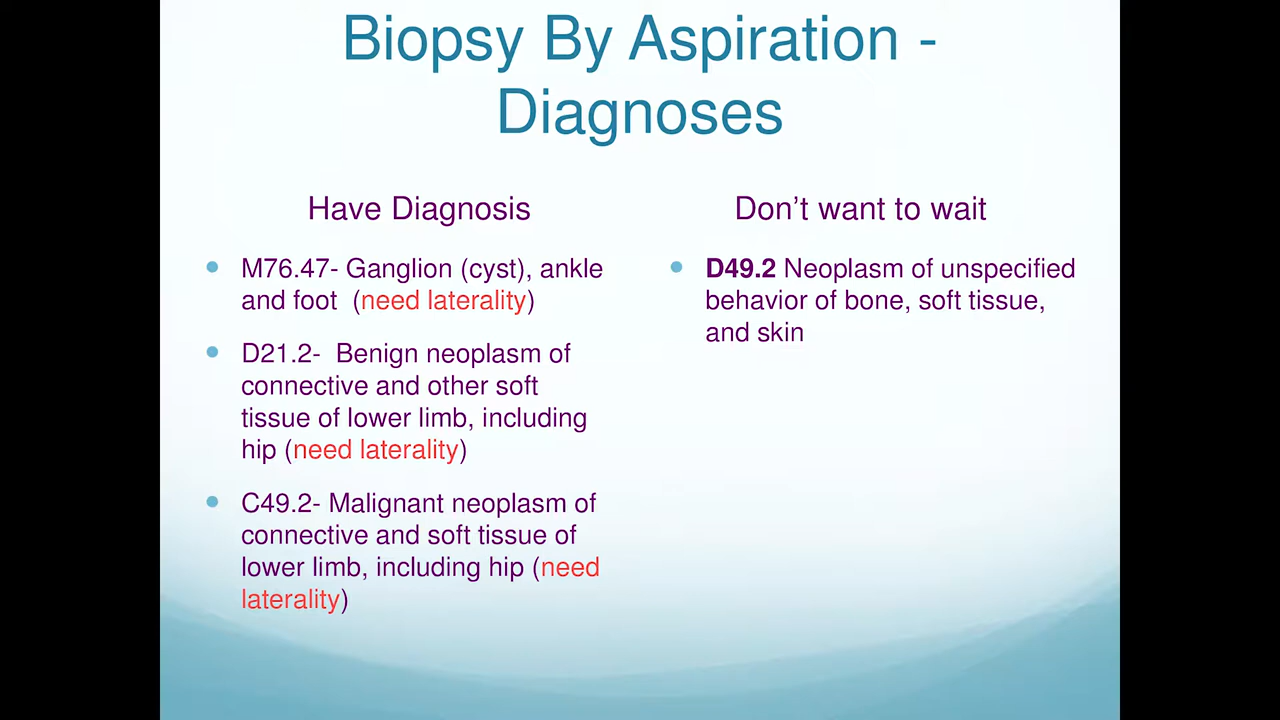 Biopsy By Aspiration -
Diagnoses
Have Diagnosis
M76.47- Ganglion (cyst), ankle
and foot  (need laterality)
D21.2-  Benign neoplasm of
connective and other soft
tissue of lower limb, including
hip (need laterality)
C49.2- Malignant neoplasm of
connective and soft tissue of
lower limb, including hip (need
laterality)
Don’t want to wait
D49.2 Neoplasm of unspecified
behavior of bone, soft tissue,
and skin